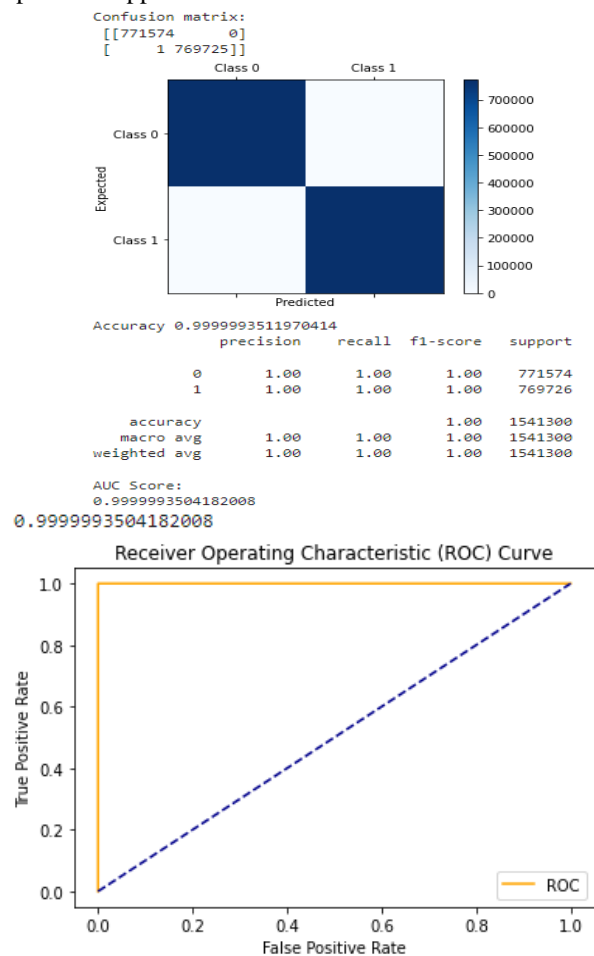 Confusion matrix:
[[771574 0]
[ 1 769725]]
Class 0 Class 1
700000
600000
500000
400000
300000
200000
100000
0
Class 0
Class 1
Expected
Predicted
Accuracy 0.9999993511970414
precision recall f1-score support
0 1.00 1.00 1.00 771574
1 1.00 1.00 1.00 769726
accuracy 1.00 1541300
macro avg 1.00 1.00 1.00 1541300
weighted avg 1.00 1.00 1.00 1541300
AUC Score:
0.9999993504182008
0.9999993504182008
Receiver Operating Characteristic (ROC) Curve
1.0
0.8
0.6
0.4
0.2
0.0
True Positive Rate
ROC
0.0 0.2 0.4 0.6 0.8 1.0
False Positive Rate